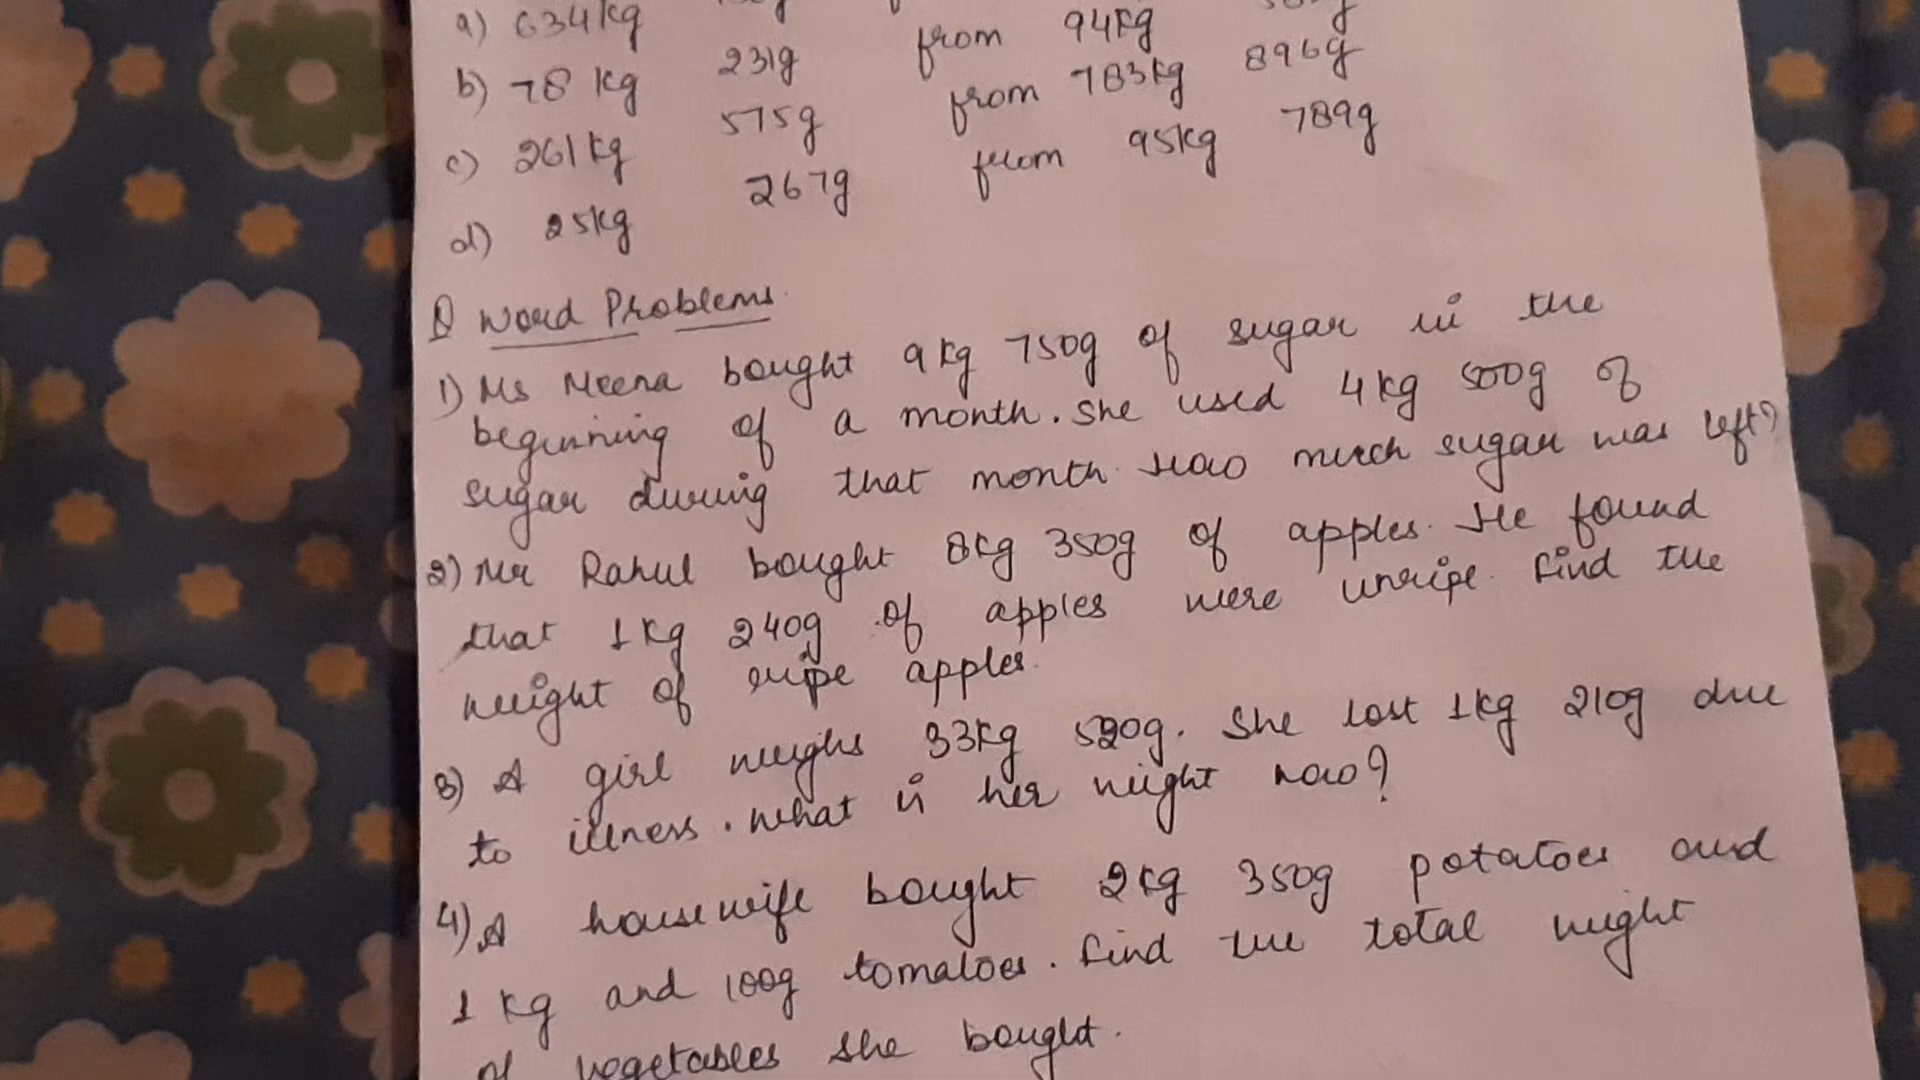 a) 634kg
b) 78 kg 231g from 94kg
c) 261kg 575g from 783kg 896g
d) 25kg 267g from 95kg 789g
Q Word Problems.
1) Ms Meena bought 9kg 750g of sugar in the
beginning of a month. She used 4kg 500g of
sugar during that month. How much sugar was left?
2) Mr Rahul bought 8kg 350g of apples. He found
that 1kg 240g of apples were unripe. Find the
weight of ripe apples.
3) A girl weighs 33kg 520g. She lost 1kg 210g due
to illness. What is her weight now?
4) A housewife bought 2kg 350g potatoes and
1 kg and 100g tomatoes. Find the total weight
of vegetables she bought.